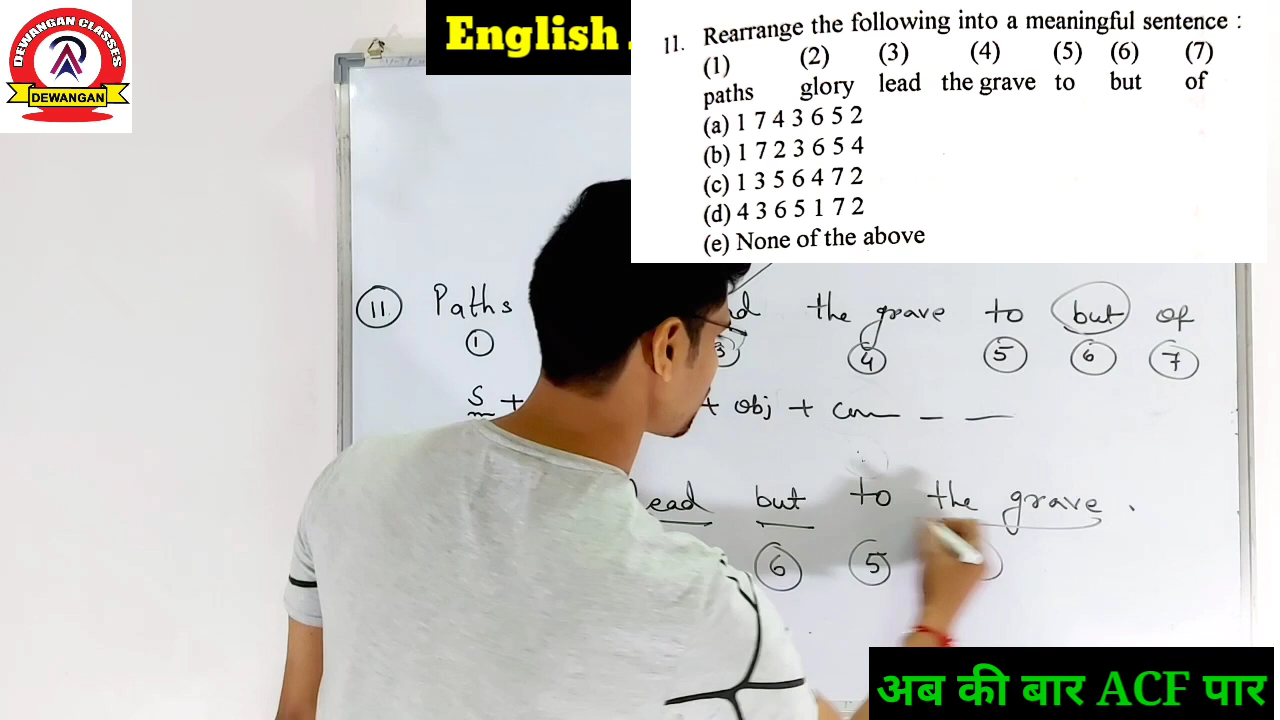 DEWANGAN CLASSES
DEWANGAN
English
11. Rearrange the following into a meaningful sentence :
(1) (2) (3) (4) (5) (6) (7)
paths glory lead the grave to but of
(a) 1 7 4 3 6 5 2
(b) 1 7 2 3 6 5 4
(c) 1 3 5 6 4 7 2
(d) 4 3 6 5 1 7 2
(e) None of the above
11. Paths the grave to but of
1 3 4 5 6 7
S + + obj +
but to the grave .
6 5
अब की बार ACF पार